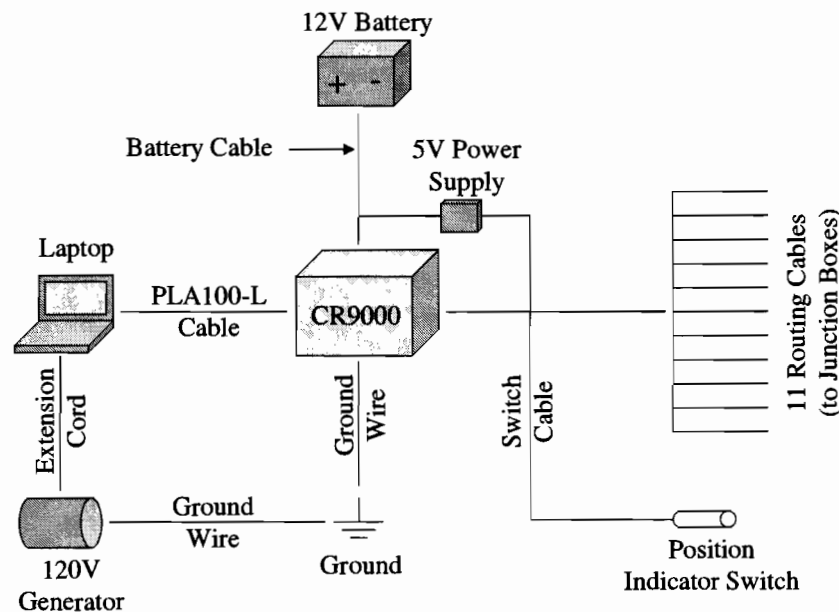 12V Battery
+ -
Battery Cable
5V Power
Supply
Laptop
PLA100-L
Cable
CR9000
11 Routing Cables
(to Junction Boxes)
Extension
Cord
Ground
Wire
Switch
Cable
Ground
Wire
120V
Generator
Ground
Position
Indicator Switch